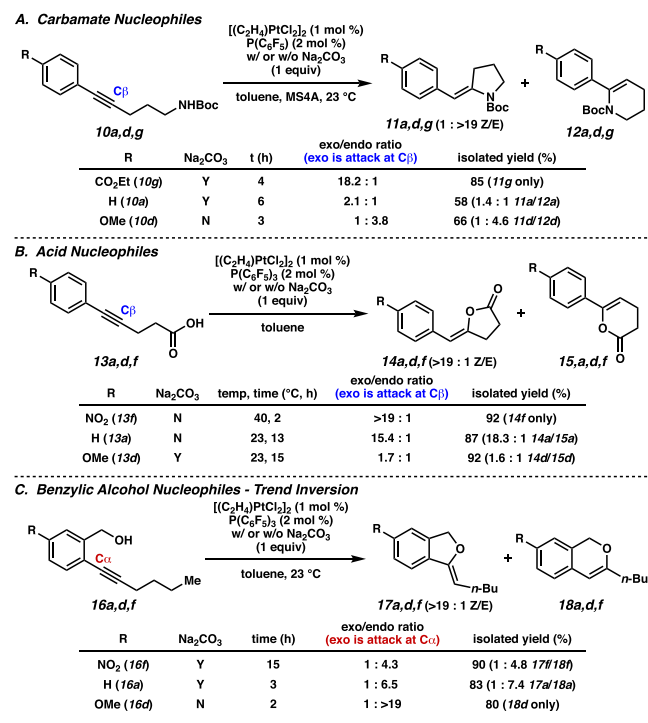 A. Carbamate Nucleophiles
[(C2H4)PtCl2]2 (1 mol %)
P(C6F5) (2 mol %)
w/ or w/o Na2CO3
(1 equiv)
toluene, MS4A, 23 °C
R
Cβ
NHBoc
10a,d,g
R
N
Boc
11a,d,g (1 : >19 Z/E)
+
R
BocN
12a,d,g
R Na2CO3 t (h) exo/endo ratio (exo is attack at Cβ) isolated yield (%)
CO2Et (10g) Y 4 18.2 : 1 85 (11g only)
H (10a) Y 6 2.1 : 1 58 (1.4 : 1 11a/12a)
OMe (10d) N 3 1 : 3.8 66 (1 : 4.6 11d/12d)
B. Acid Nucleophiles
[(C2H4)PtCl2]2 (1 mol %)
P(C6F5)3 (2 mol %)
w/ or w/o Na2CO3
(1 equiv)
toluene
R
Cβ
OH
O
13a,d,f
R
O
O
14a,d,f (>19 : 1 Z/E)
+
R
O
O
15,a,d,f
R Na2CO3 temp, time (°C, h) exo/endo ratio (exo is attack at Cβ) isolated yield (%)
NO2 (13f) N 40, 2 >19 : 1 92 (14f only)
H (13a) N 23, 13 15.4 : 1 87 (18.3 : 1 14a/15a)
OMe (13d) Y 23, 15 1.7 : 1 92 (1.6 : 1 14d/15d)
C. Benzylic Alcohol Nucleophiles - Trend Inversion
[(C2H4)PtCl2]2 (1 mol %)
P(C6F5)3 (2 mol %)
w/ or w/o Na2CO3
(1 equiv)
toluene, 23 °C
R
OH
Cα
Me
16a,d,f
R
O
n-Bu
17a,d,f (>19 : 1 Z/E)
+
R
O
n-Bu
18a,d,f
R Na2CO3 time (h) exo/endo ratio (exo is attack at Cα) isolated yield (%)
NO2 (16f) Y 15 1 : 4.3 90 (1 : 4.8 17f/18f)
H (16a) Y 3 1 : 6.5 83 (1 : 7.4 17a/18a)
OMe (16d) N 2 1 : >19 80 (18d only)